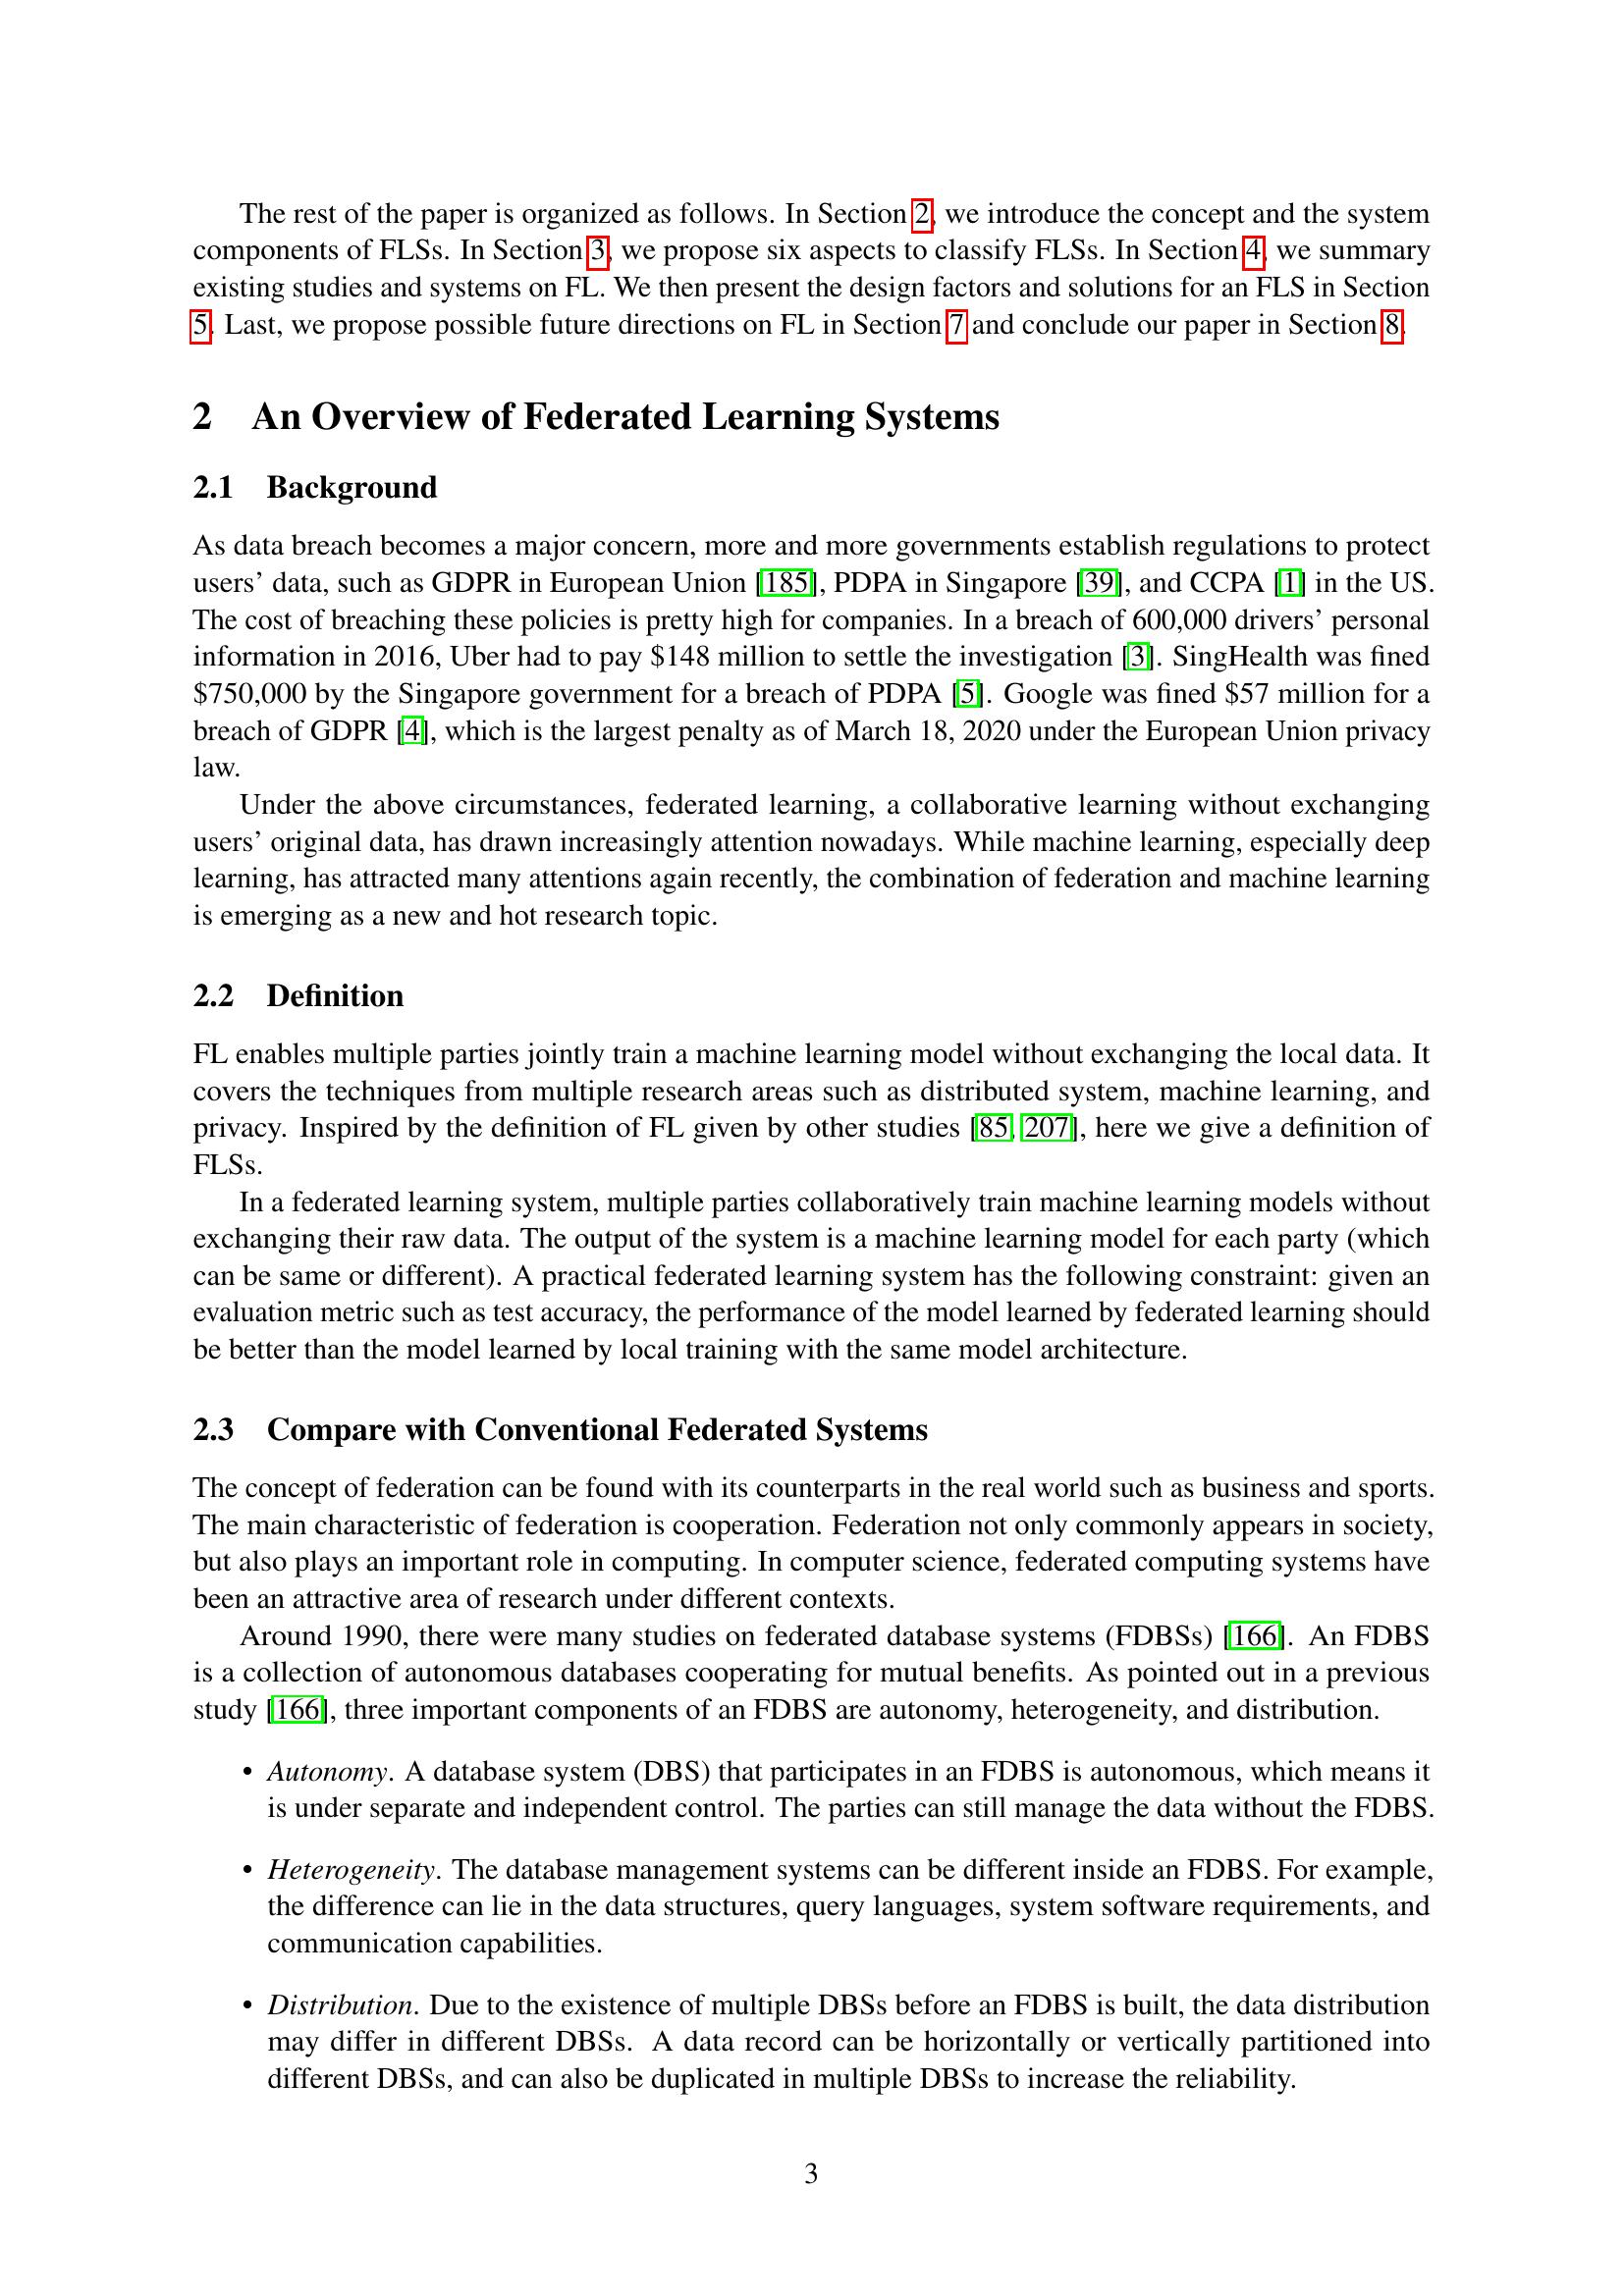 The rest of the paper is organized as follows. In Section 2, we introduce the concept and the system
components of FLSs. In Section 3, we propose six aspects to classify FLSs. In Section 4, we summary
existing studies and systems on FL. We then present the design factors and solutions for an FLS in Section
5. Last, we propose possible future directions on FL in Section 7 and conclude our paper in Section 8.
2 An Overview of Federated Learning Systems
2.1 Background
As data breach becomes a major concern, more and more governments establish regulations to protect
users' data, such as GDPR in European Union [185], PDPA in Singapore [39], and CCPA [1] in the US.
The cost of breaching these policies is pretty high for companies. In a breach of 600,000 drivers' personal
information in 2016, Uber had to pay $148 million to settle the investigation [3]. SingHealth was fined
$750,000 by the Singapore government for a breach of PDPA [5]. Google was fined $57 million for a
breach of GDPR [4], which is the largest penalty as of March 18, 2020 under the European Union privacy
law.
Under the above circumstances, federated learning, a collaborative learning without exchanging
users' original data, has drawn increasingly attention nowadays. While machine learning, especially deep
learning, has attracted many attentions again recently, the combination of federation and machine learning
is emerging as a new and hot research topic.
2.2 Definition
FL enables multiple parties jointly train a machine learning model without exchanging the local data. It
covers the techniques from multiple research areas such as distributed system, machine learning, and
privacy. Inspired by the definition of FL given by other studies [85, 207], here we give a definition of
FLSs.
In a federated learning system, multiple parties collaboratively train machine learning models without
exchanging their raw data. The output of the system is a machine learning model for each party (which
can be same or different). A practical federated learning system has the following constraint: given an
evaluation metric such as test accuracy, the performance of the model learned by federated learning should
be better than the model learned by local training with the same model architecture.
2.3 Compare with Conventional Federated Systems
The concept of federation can be found with its counterparts in the real world such as business and sports.
The main characteristic of federation is cooperation. Federation not only commonly appears in society,
but also plays an important role in computing. In computer science, federated computing systems have
been an attractive area of research under different contexts.
Around 1990, there were many studies on federated database systems (FDBSs) [166]. An FDBS
is a collection of autonomous databases cooperating for mutual benefits. As pointed out in a previous
study [166], three important components of an FDBS are autonomy, heterogeneity, and distribution.
• Autonomy. A database system (DBS) that participates in an FDBS is autonomous, which means it
is under separate and independent control. The parties can still manage the data without the FDBS.
• Heterogeneity. The database management systems can be different inside an FDBS. For example,
the difference can lie in the data structures, query languages, system software requirements, and
communication capabilities.
• Distribution. Due to the existence of multiple DBSs before an FDBS is built, the data distribution
may differ in different DBSs. A data record can be horizontally or vertically partitioned into
different DBSs, and can also be duplicated in multiple DBSs to increase the reliability.
3